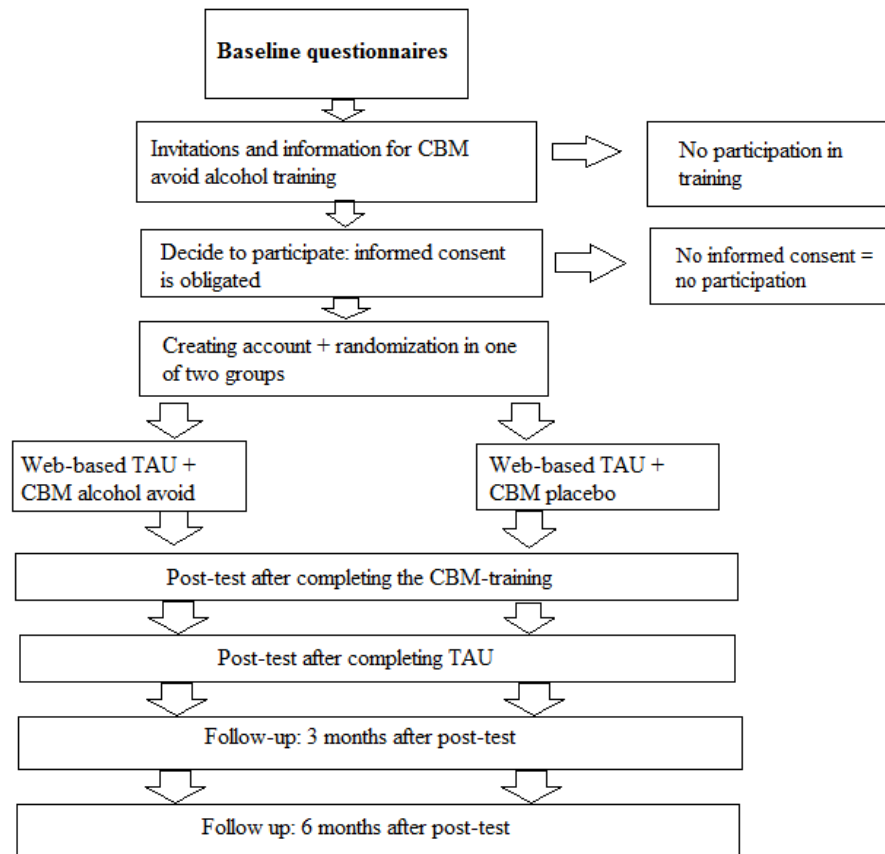 Baseline questionnaires
Invitations and information for CBM
avoid alcohol training
No participation in
training
Decide to participate: informed consent
is obligated
No informed consent =
no participation
Creating account + randomization in one
of two groups
Web-based TAU +
CBM alcohol avoid
Web-based TAU +
CBM placebo
Post-test after completing the CBM-training
Post-test after completing TAU
Follow-up: 3 months after post-test
Follow up: 6 months after post-test